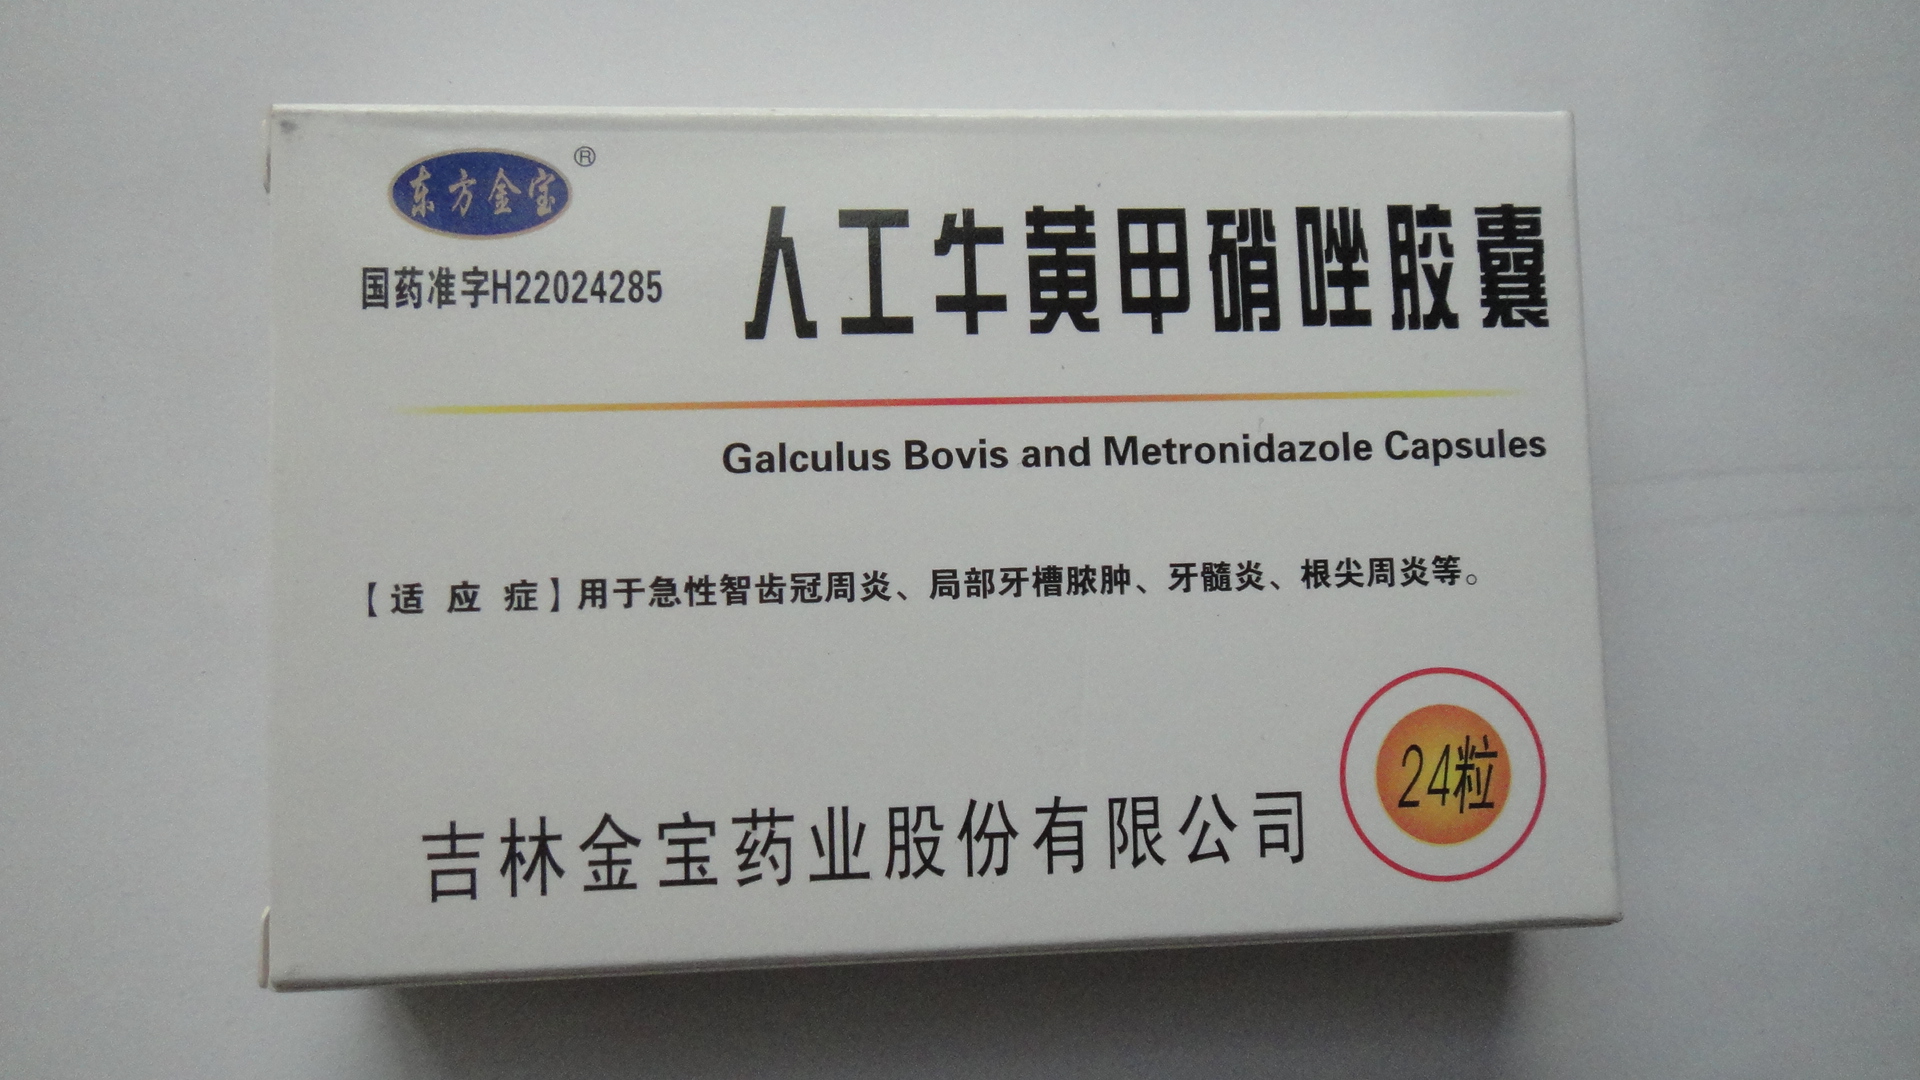 东方金宝®
国药准字H22024285
人工牛黄甲硝唑胶囊
Galculus Bovis and Metronidazole Capsules
【适应症】用于急性智齿冠周炎、局部牙槽脓肿、牙髓炎、根尖周炎等。
24粒
吉林金宝药业股份有限公司